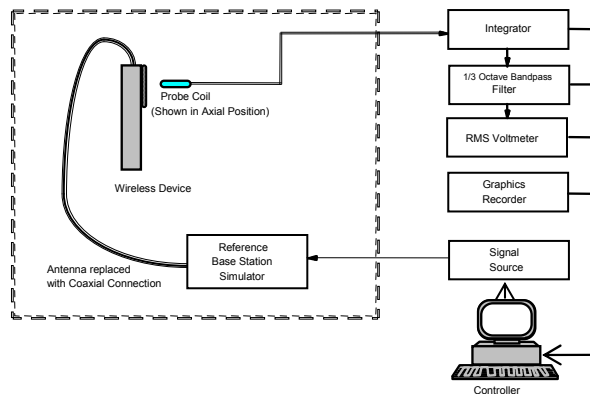 Integrator
1/3 Octave Bandpass
Filter
Probe Coil
(Shown in Axial Position)
RMS Voltmeter
Wireless Device
Graphics
Recorder
Reference
Base Station
Simulator
Signal
Source
Antenna replaced
with Coaxial Connection
Controller